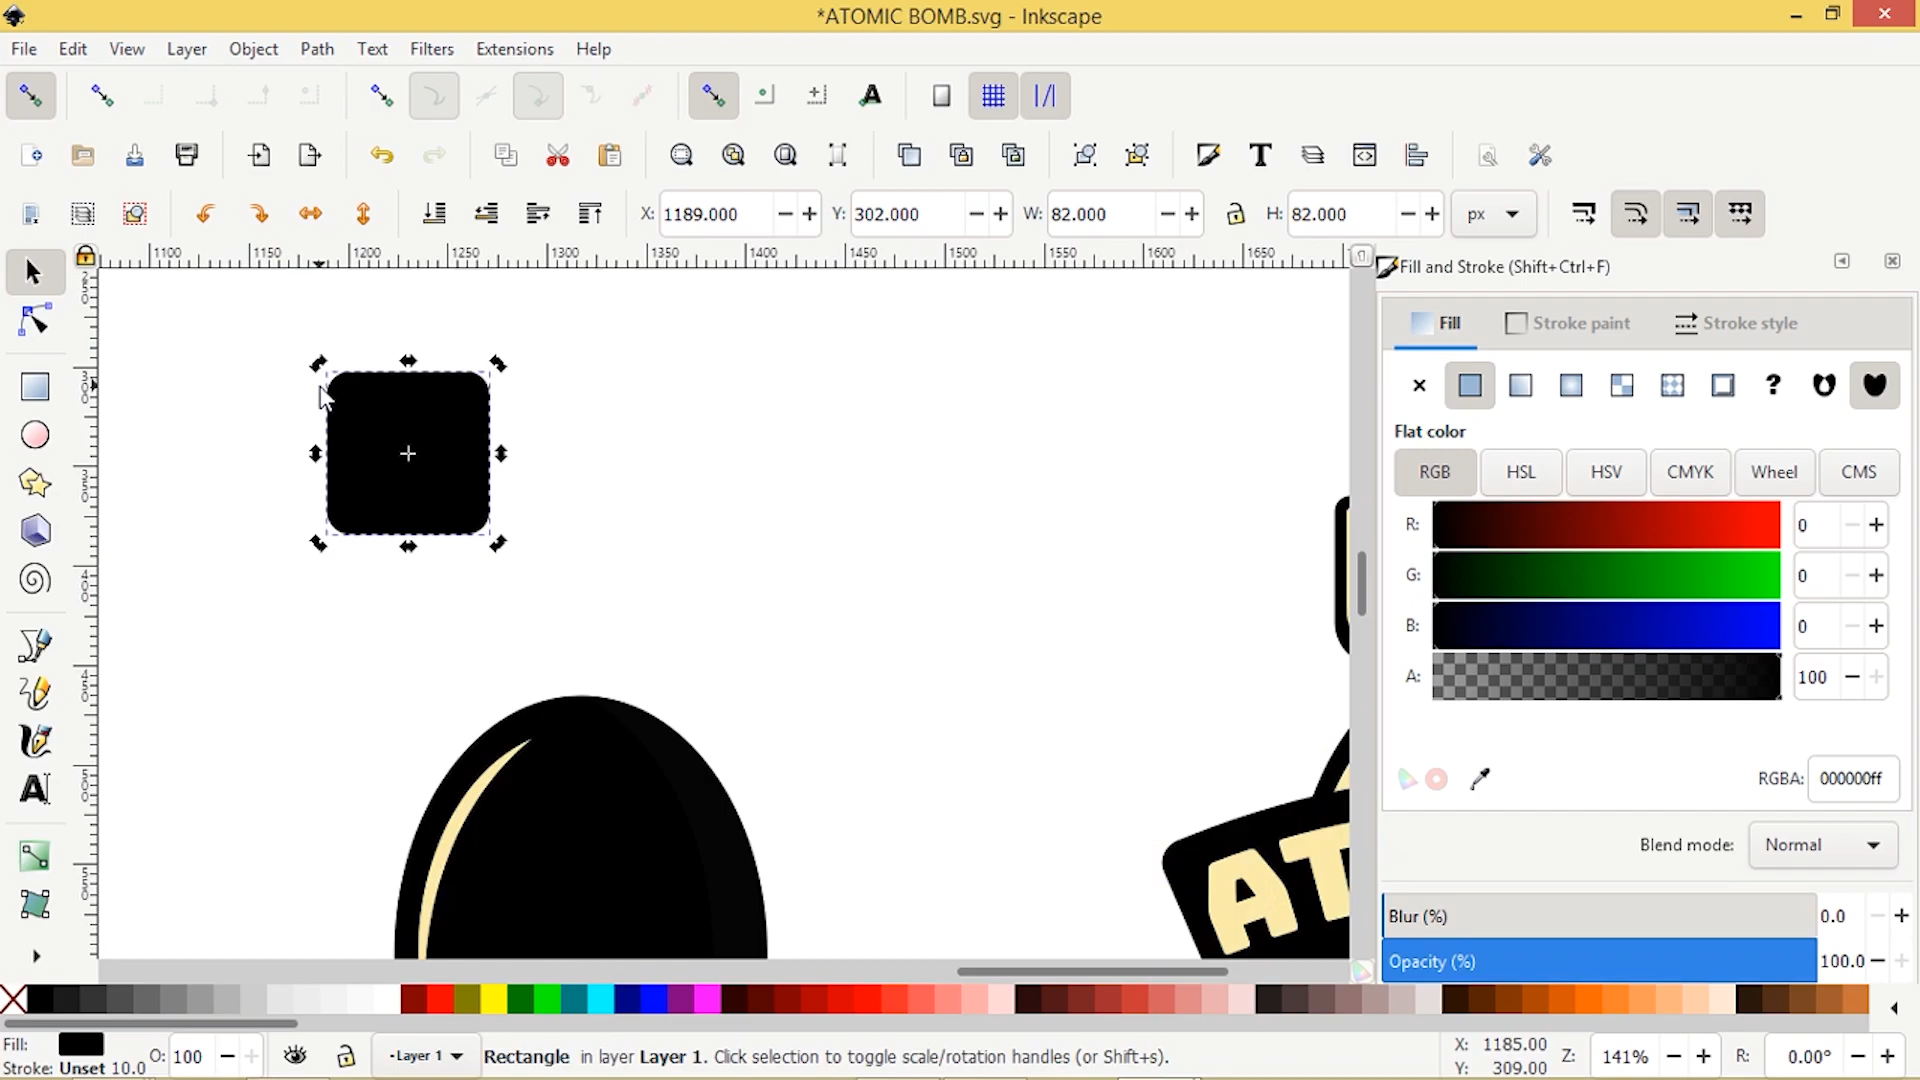 *ATOMIC BOMB.svg - Inkscape
File Edit View Layer Object Path Text Filters Extensions Help
X: 1189.000 Y: 302.000 W: 82.000 H: 82.000 px
1100 1150 1200 1250 1300 1350 1400 1450 1500 1550 1600 1650
Fill and Stroke (Shift+Ctrl+F)
Fill Stroke paint Stroke style
Flat color
RGB HSL HSV CMYK Wheel CMS
R: 0
G: 0
B: 0
A: 100
RGBA: 000000ff
Blend mode: Normal
Blur (%) 0.0
Opacity (%) 100.0
AT
Fill:
Stroke: Unset 10.0
O: 100
Layer 1
Rectangle in layer Layer 1. Click selection to toggle scale/rotation handles (or Shift+s).
X: 1185.00
Y: 309.00
Z: 141%
R: 0.00°